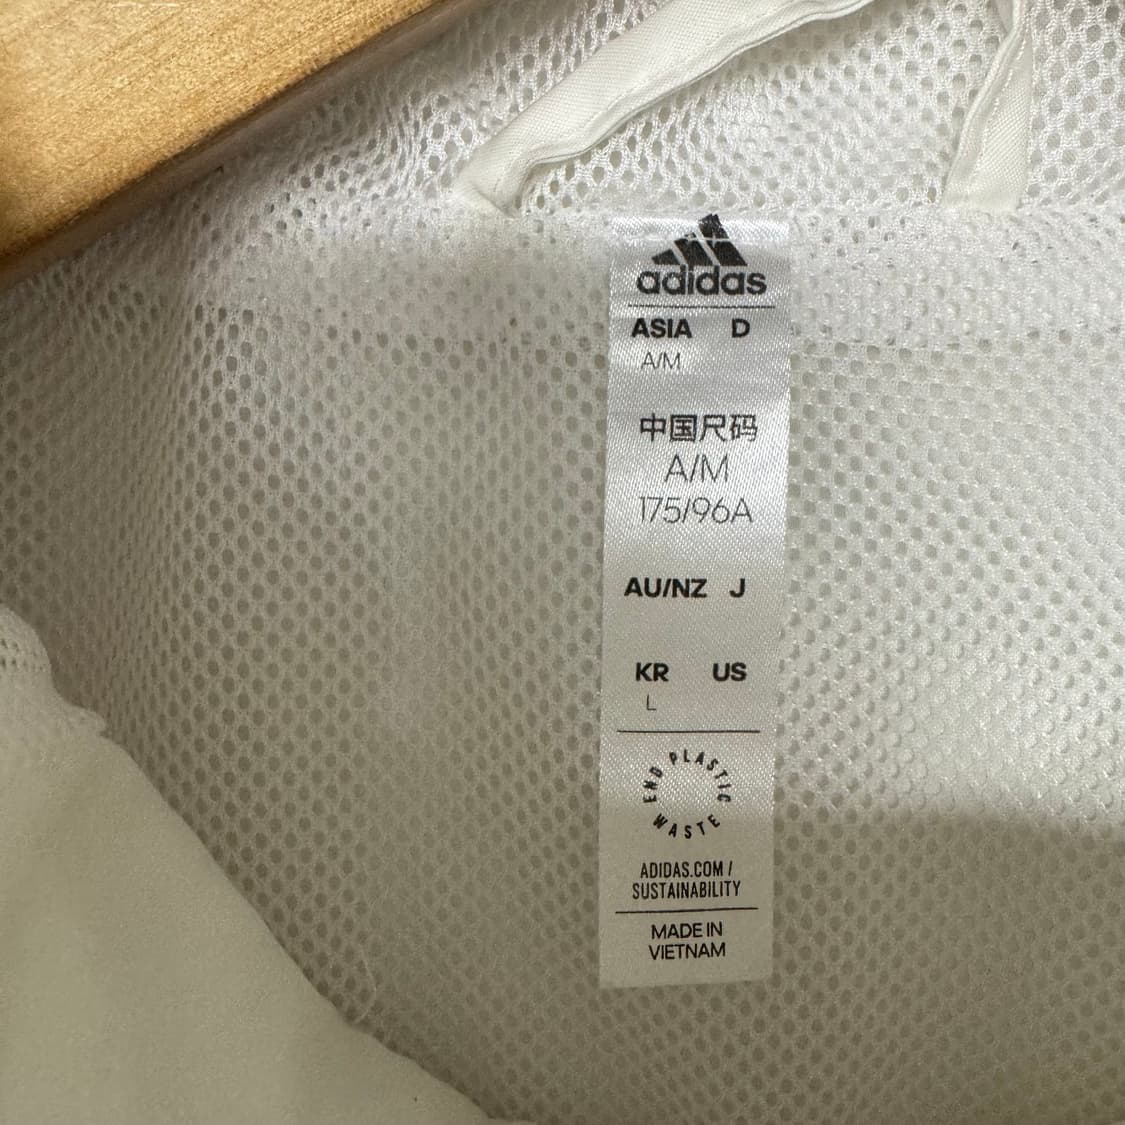 adidas
ASIA D
A/M
中国尺码
A/M
175/96A
AU/NZ J
KR US
L
END PLASTIC WASTE
ADIDAS.COM /
SUSTAINABILITY
MADE IN
VIETNAM